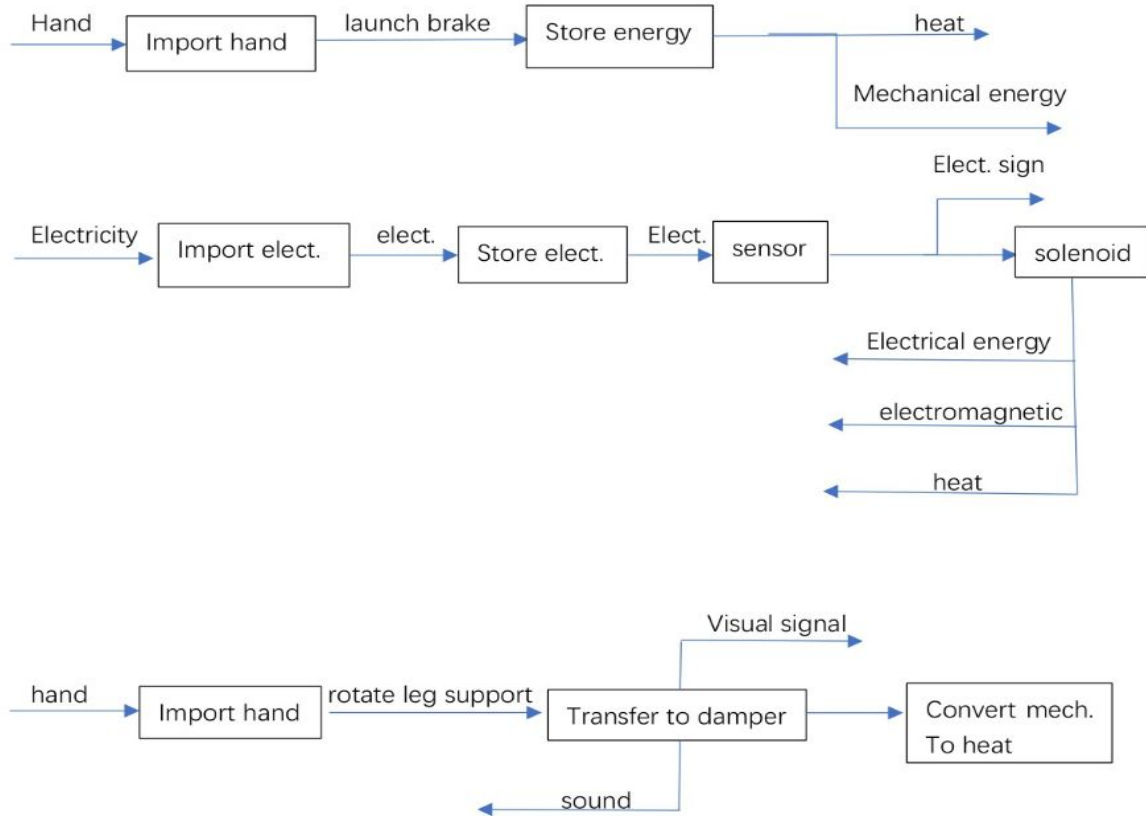 Hand
Import hand
launch brake
Store energy
heat
Mechanical energy
Electricity
Import elect.
elect.
Store elect.
Elect.
sensor
Elect. sign
solenoid
Electrical energy
electromagnetic
heat
hand
Import hand
rotate leg support
Transfer to damper
Visual signal
sound
Convert mech.
To heat